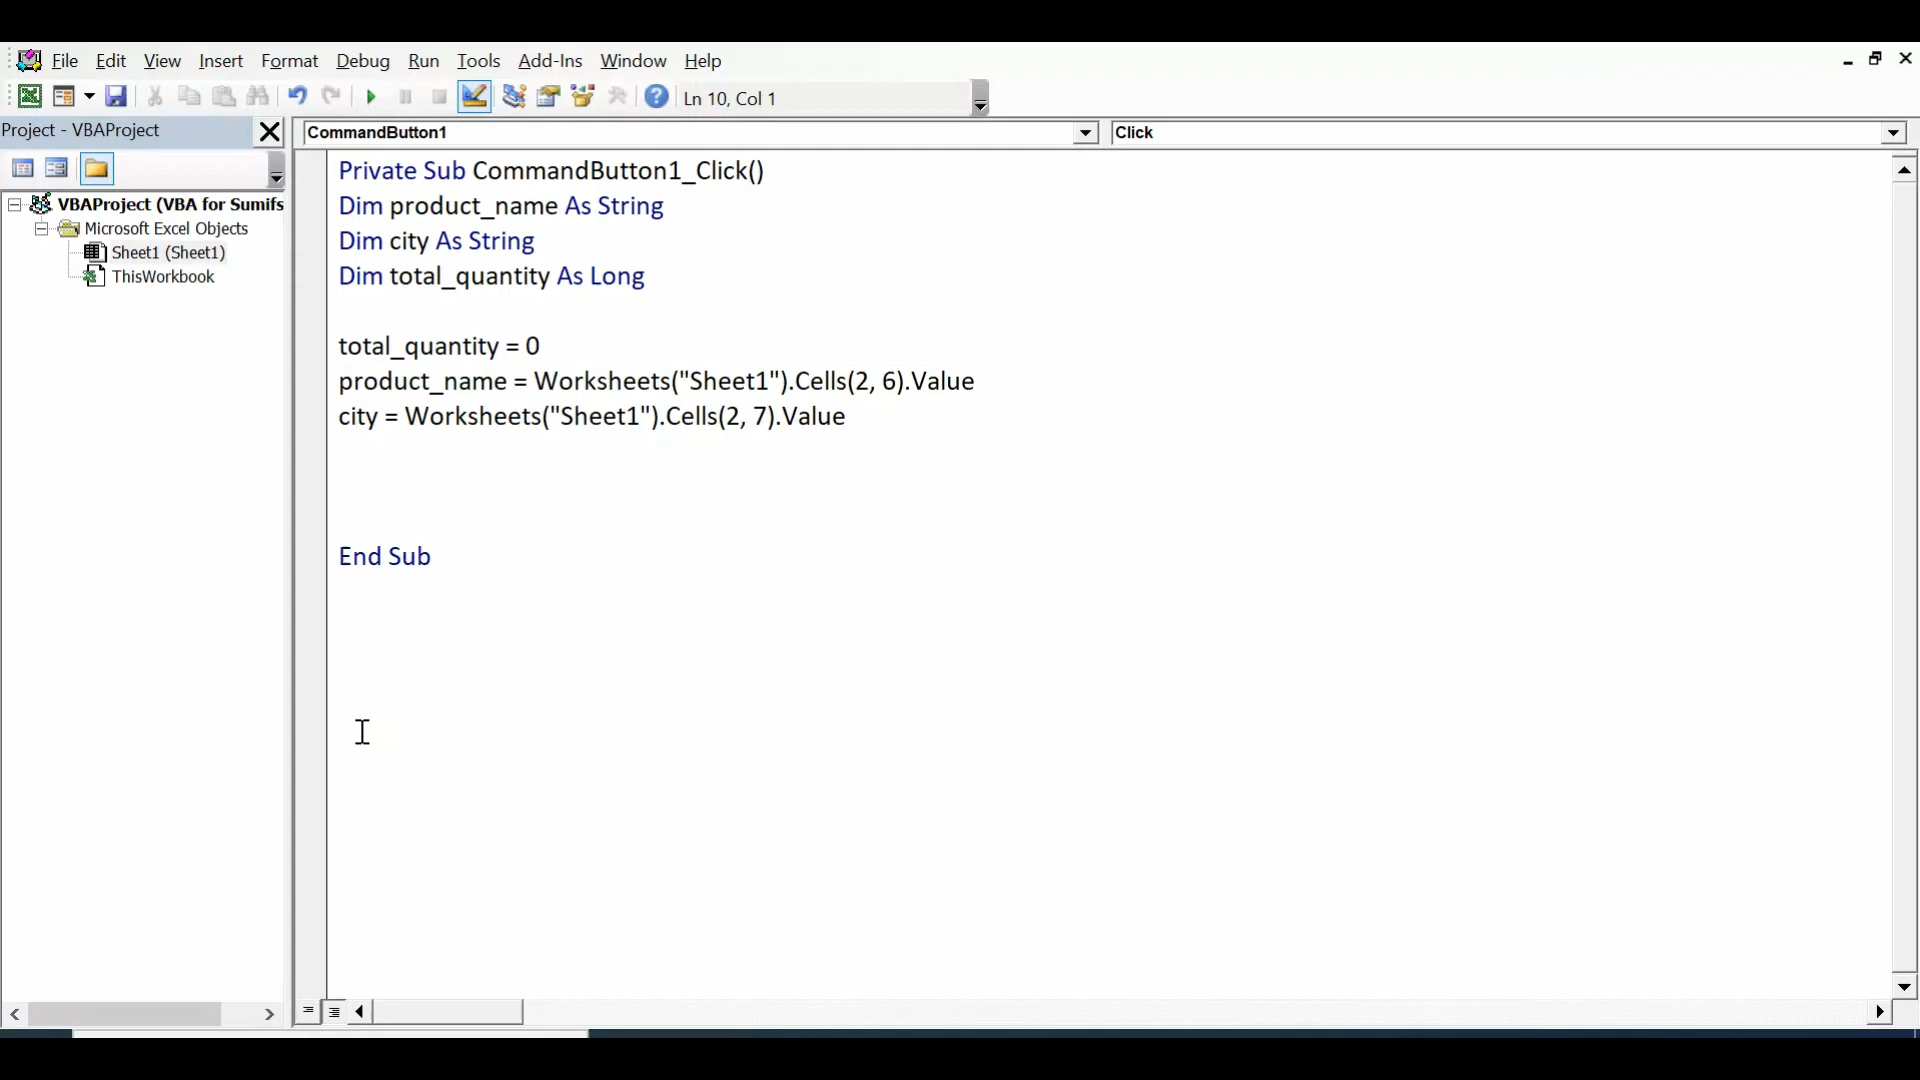 File Edit View Insert Format Debug Run Tools Add-Ins Window Help
Ln 10, Col 1
Project - VBAProject
CommandButton1
Click
VBAProject (VBA for Sumifs
Microsoft Excel Objects
Sheet1 (Sheet1)
ThisWorkbook
Private Sub CommandButton1_Click()
Dim product_name As String
Dim city As String
Dim total_quantity As Long
total_quantity = 0
product_name = Worksheets("Sheet1").Cells(2, 6).Value
city = Worksheets("Sheet1").Cells(2, 7).Value
End Sub